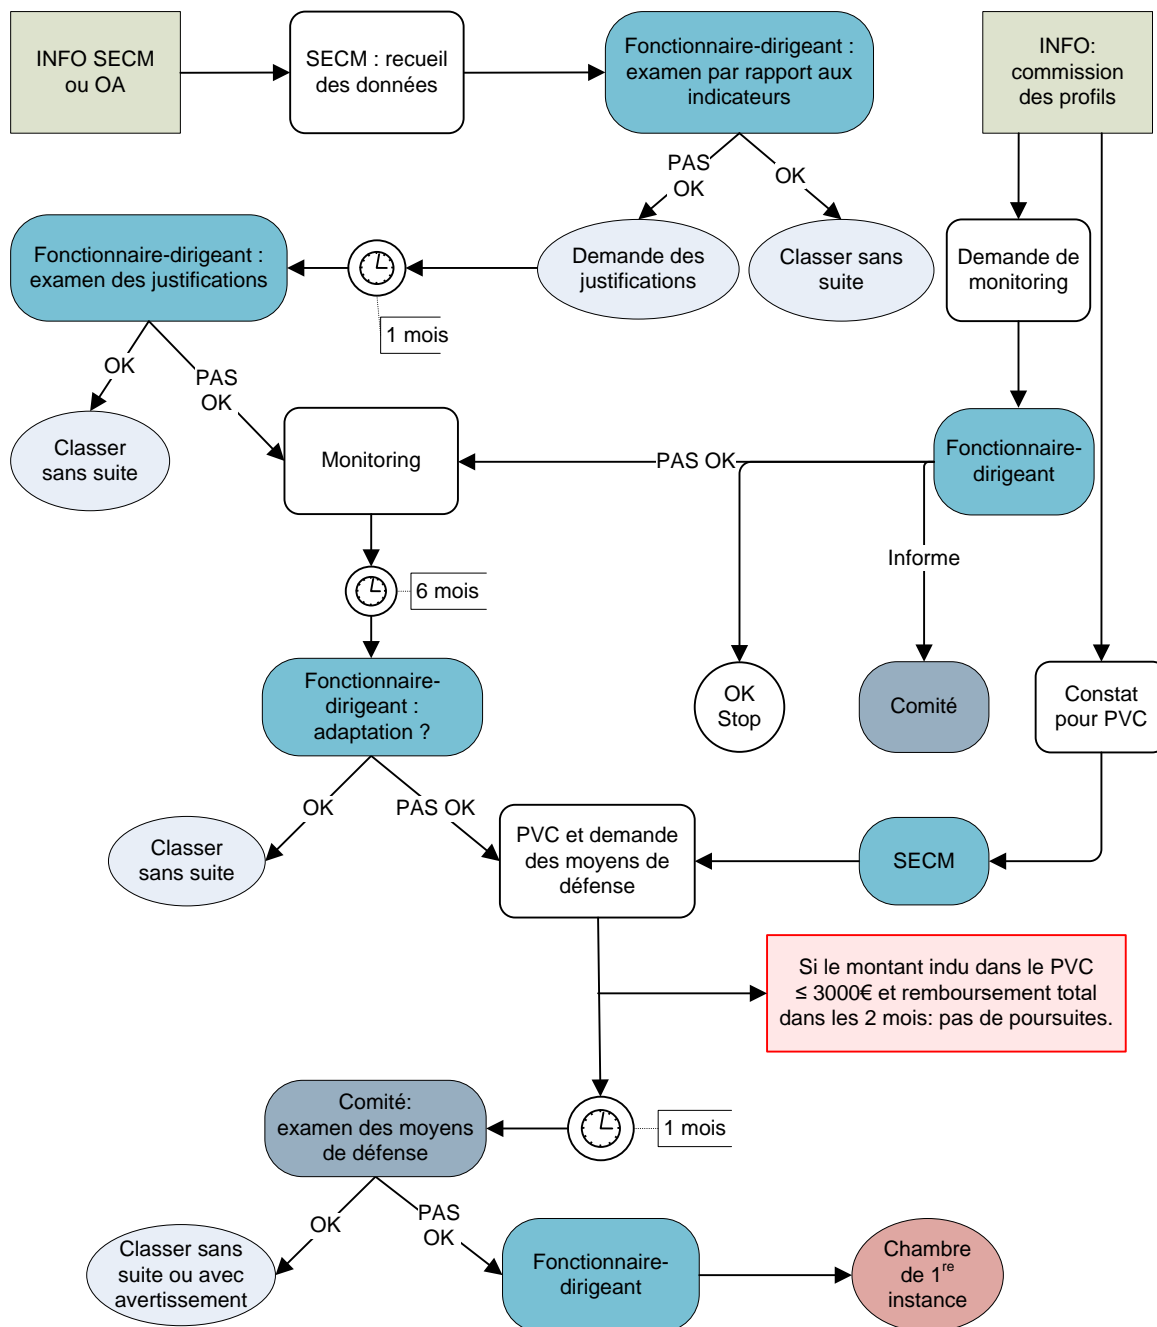 INFO SECM
ou OA
SECM : recueil
des données
Fonctionnaire-dirigeant :
examen par rapport aux
indicateurs
INFO:
commission
des profils
PAS
OK
OK
Fonctionnaire-dirigeant :
examen des justifications
1 mois
Demande des
justifications
Classer sans
suite
Demande de
monitoring
OK
PAS
OK
Classer
sans suite
Monitoring
PAS OK
Fonctionnaire-
dirigeant
Informe
6 mois
Fonctionnaire-
dirigeant :
adaptation ?
OK
Stop
Comité
Constat
pour PVC
OK
PAS OK
Classer
sans suite
PVC et demande
des moyens de
défense
SECM
Si le montant indu dans le PVC
≤ 3000€ et remboursement total
dans les 2 mois: pas de poursuites.
Comité:
examen des moyens
de défense
1 mois
OK
PAS
OK
Classer sans
suite ou avec
avertissement
Fonctionnaire-
dirigeant
Chambre
de 1re
instance